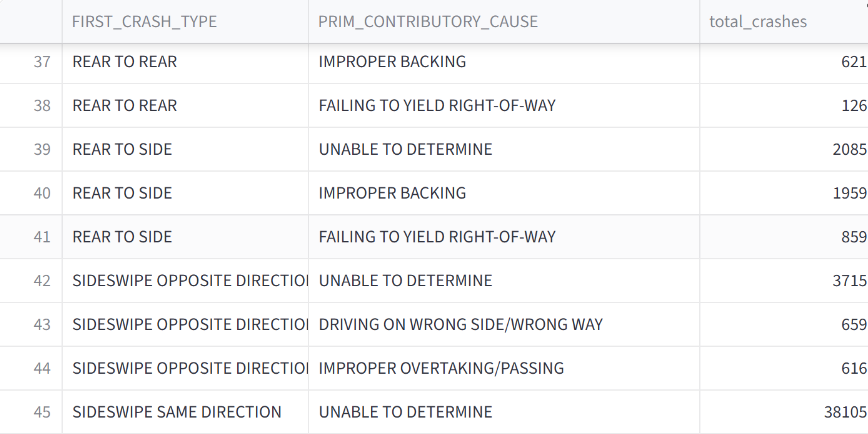 FIRST_CRASH_TYPE PRIM_CONTRIBUTORY_CAUSE total_crashes
37 REAR TO REAR IMPROPER BACKING 621
38 REAR TO REAR FAILING TO YIELD RIGHT-OF-WAY 126
39 REAR TO SIDE UNABLE TO DETERMINE 2085
40 REAR TO SIDE IMPROPER BACKING 1959
41 REAR TO SIDE FAILING TO YIELD RIGHT-OF-WAY 859
42 SIDESWIPE OPPOSITE DIRECTIO UNABLE TO DETERMINE 3715
43 SIDESWIPE OPPOSITE DIRECTIO DRIVING ON WRONG SIDE/WRONG WAY 659
44 SIDESWIPE OPPOSITE DIRECTIO IMPROPER OVERTAKING/PASSING 616
45 SIDESWIPE SAME DIRECTION UNABLE TO DETERMINE 38105